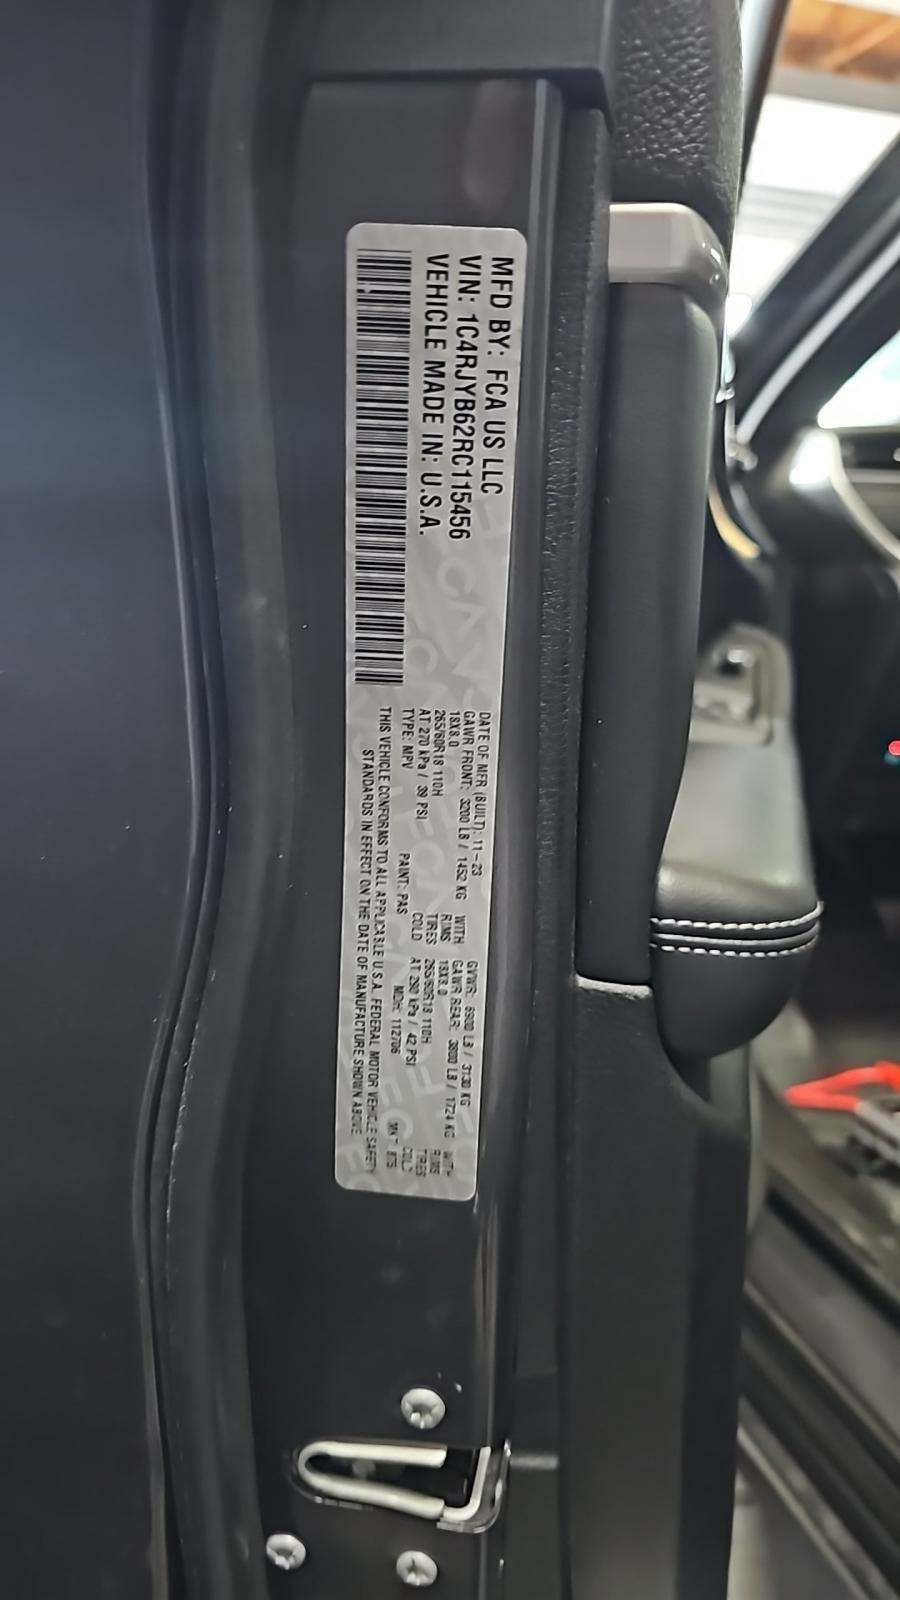 MFD BY: FCA US LLC
VIN: 1C4RJYB62RC115456
VEHICLE MADE IN: U.S.A.
DATE OF MFR (BUILT): 11-23 GVWR: 6900 LB / 3130 KG
GAWR FRONT: 3200 LB / 1452 KG WITH GAWR REAR: 3800 LB / 1724 KG WITH
18X8.0 RIMS 18X8.0 RIMS
265/60R18 110H TIRES 265/60R18 110H TIRES
AT 270 kPa / 39 PSI COLD AT 290 kPa / 42 PSI COLD
TYPE: MPV PAINT: PAS MDH: 112706
THIS VEHICLE CONFORMS TO ALL APPLICABLE U.S.A. FEDERAL MOTOR VEHICLE SAFETY
STANDARDS IN EFFECT ON THE DATE OF MANUFACTURE SHOWN ABOVE